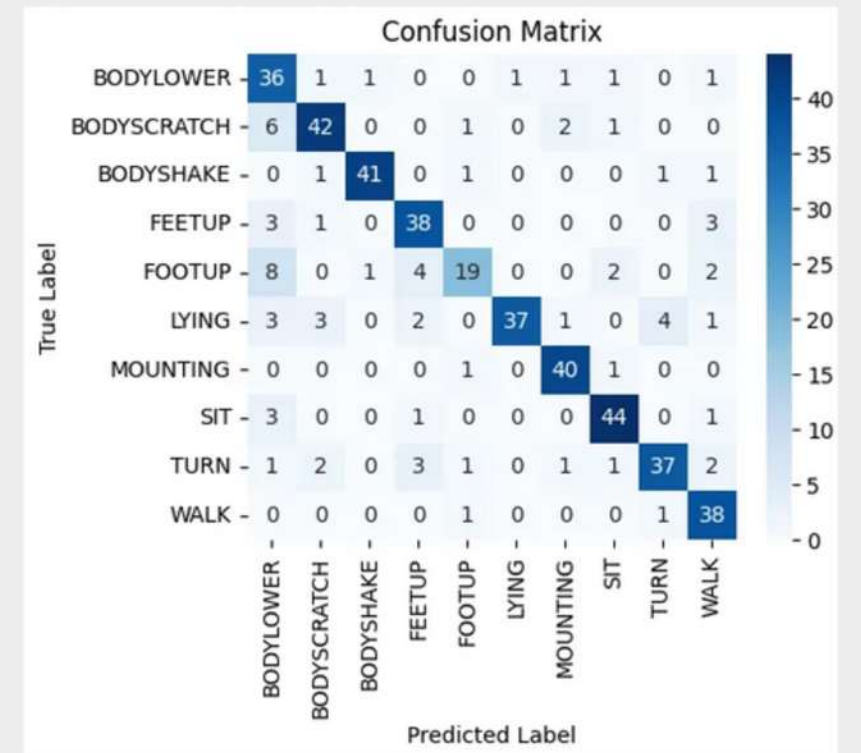 Confusion Matrix
BODYLOWER 36 1 1 0 0 1 1 1 0 1
BODYSCRATCH 6 42 0 0 1 0 2 1 0 0
BODYSHAKE 0 1 41 0 1 0 0 0 1 1
FEETUP 3 1 0 38 0 0 0 0 0 3
FOOTUP 8 0 1 4 19 0 0 2 0 2
LYING 3 3 0 2 0 37 1 0 4 1
MOUNTING 0 0 0 0 1 0 40 1 0 0
SIT 3 0 0 1 0 0 0 44 0 1
TURN 1 2 0 3 1 0 1 1 37 2
WALK 0 0 0 0 1 0 0 0 1 38
True Label
BODYLOWER
BODYSCRATCH
BODYSHAKE
FEETUP
FOOTUP
LYING
MOUNTING
SIT
TURN
WALK
Predicted Label
40
35
30
25
20
15
10
5
0